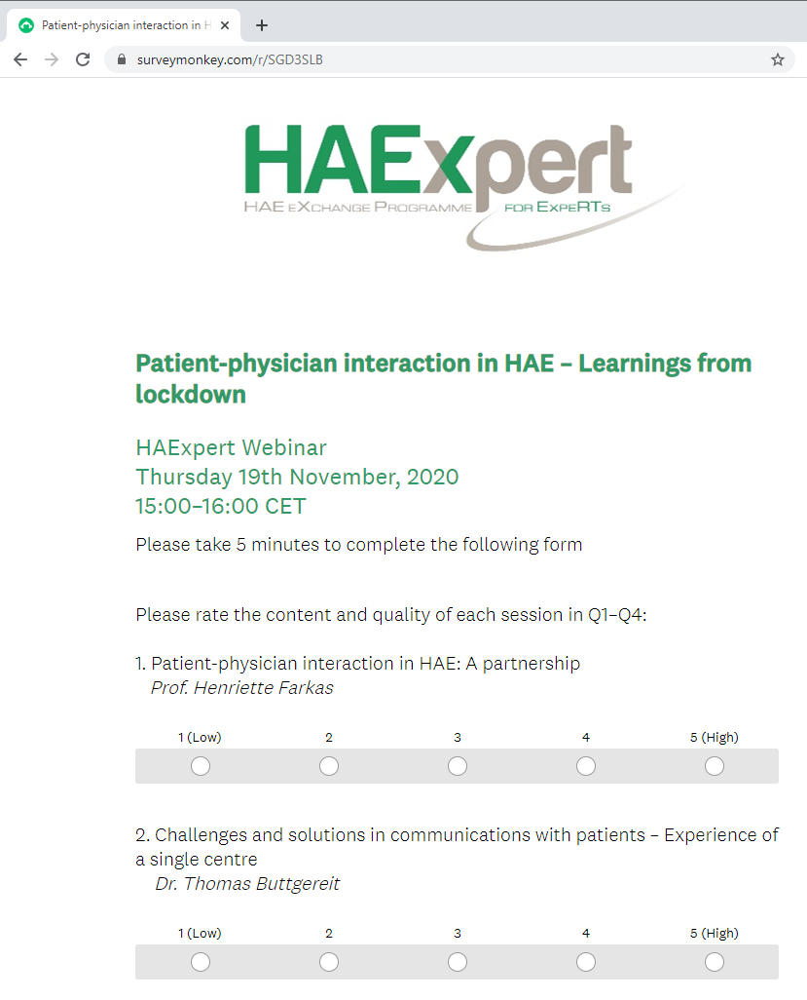 Patient-physician interaction in H
surveymonkey.com/r/SGD3SLB
HAExpert
HAE eXchange Programme for ExpeRTs
Patient-physician interaction in HAE – Learnings from
lockdown
HAExpert Webinar
Thursday 19th November, 2020
15:00–16:00 CET
Please take 5 minutes to complete the following form
Please rate the content and quality of each session in Q1–Q4:
1. Patient-physician interaction in HAE: A partnership
Prof. Henriette Farkas
1 (Low) 2 3 4 5 (High)
2. Challenges and solutions in communications with patients – Experience of
a single centre
Dr. Thomas Buttgereit
1 (Low) 2 3 4 5 (High)